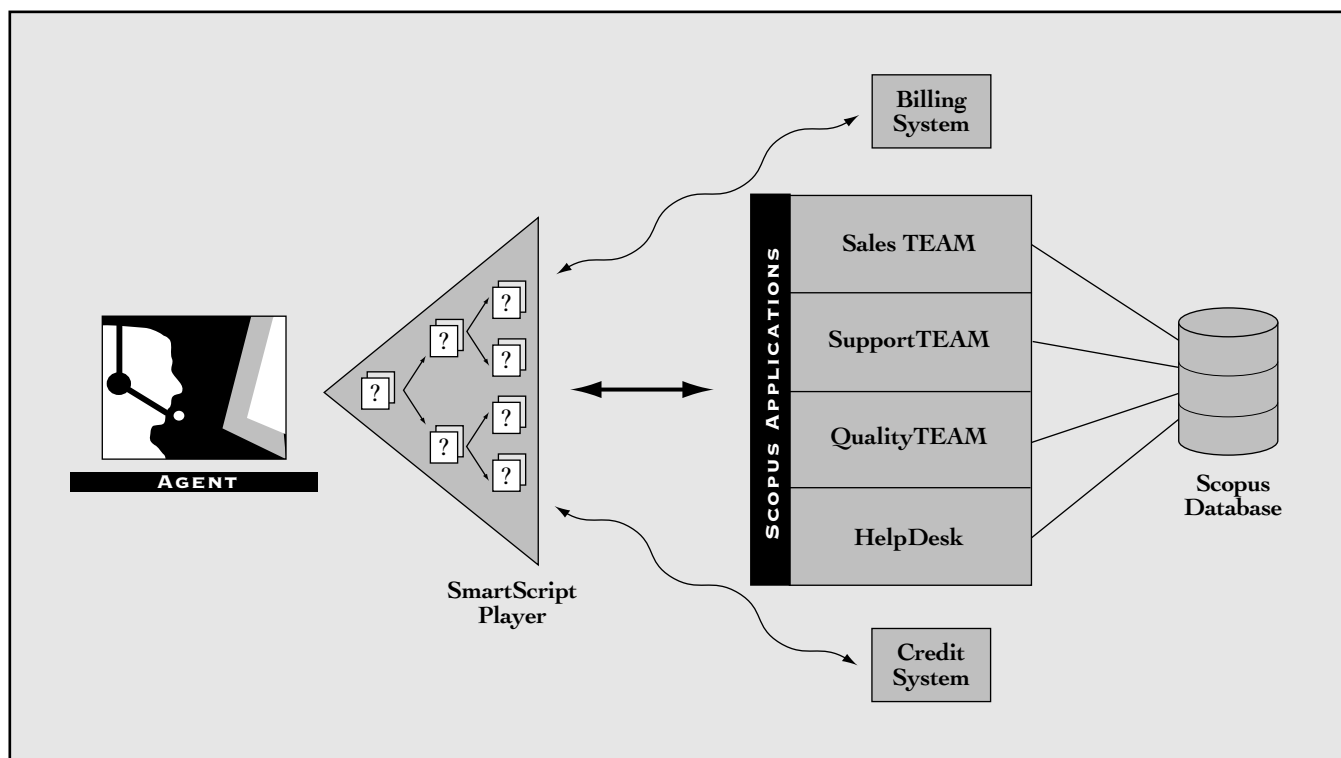 Billing
System
SCOPUS APPLICATIONS
Sales TEAM
SupportTEAM
QualityTEAM
HelpDesk
?
?
?
?
?
?
?
AGENT
SmartScript
Player
Scopus
Database
Credit
System